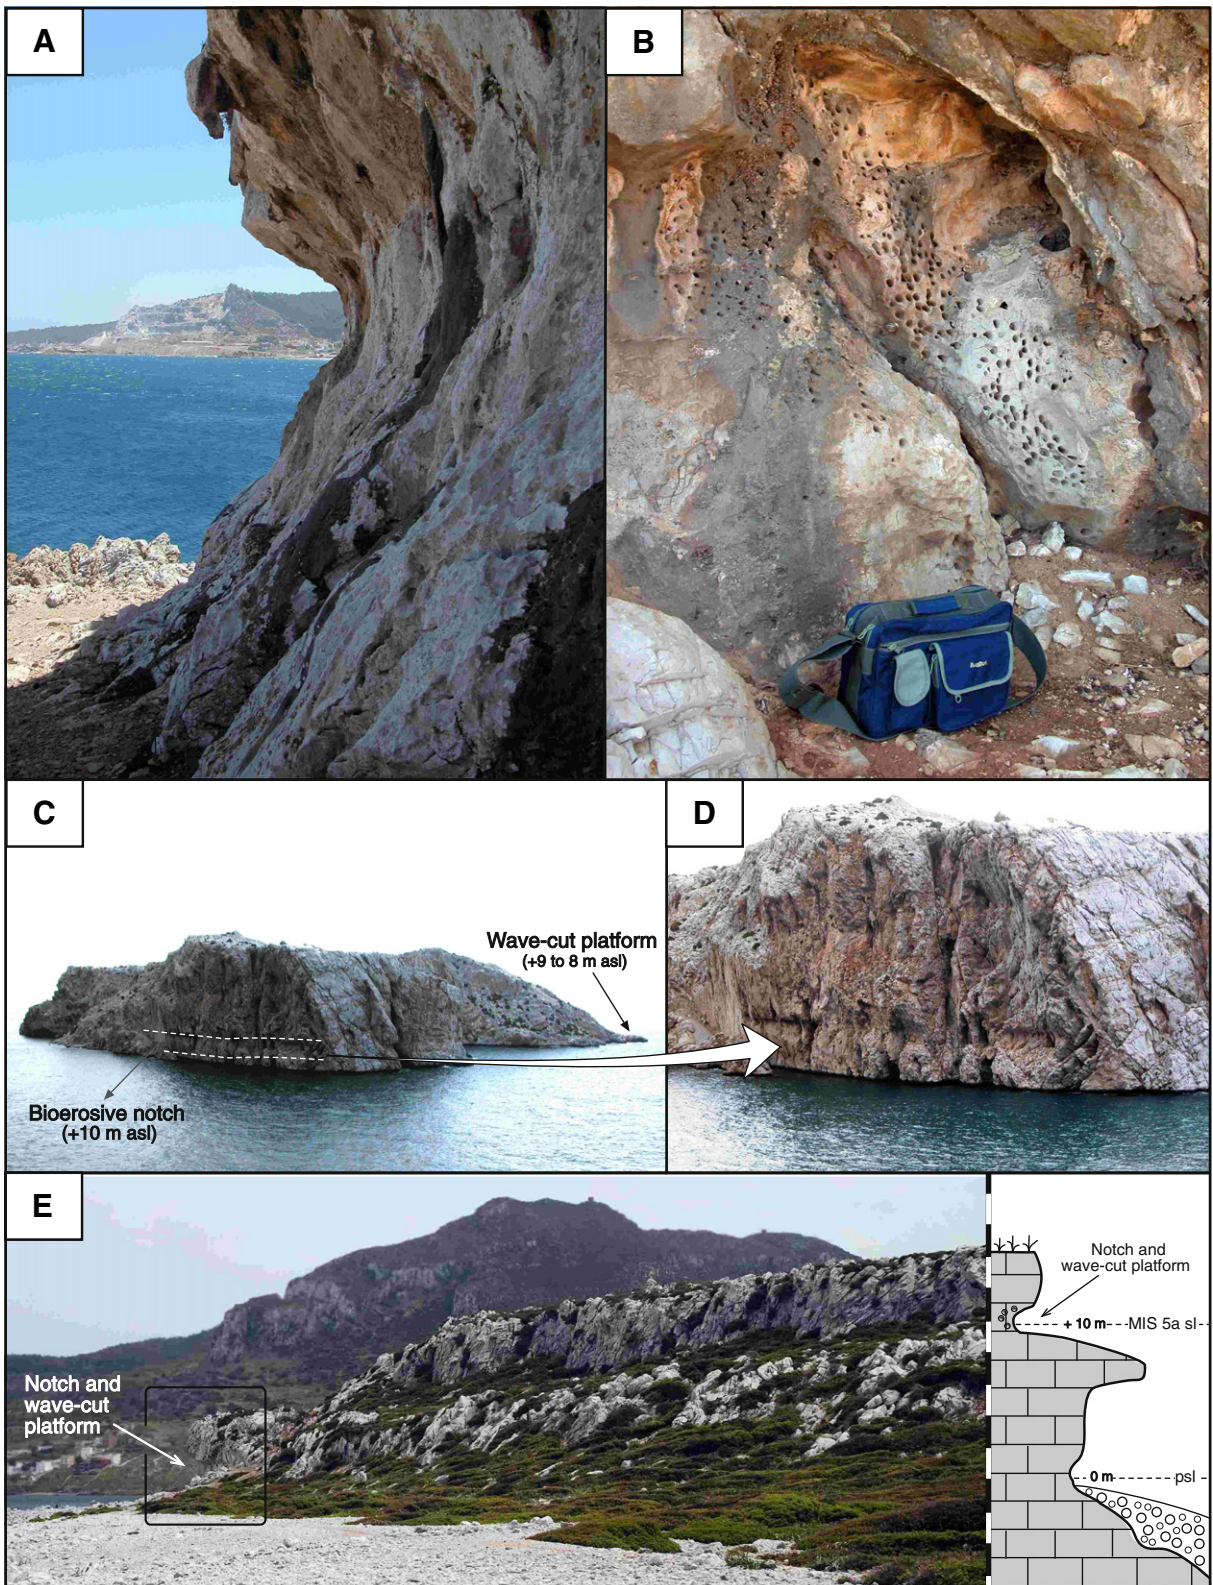 A
B
C
D
Wave-cut platform
(+9 to 8 m asl)
Bioerosive notch
(+10 m asl)
E
Notch and
wave-cut
platform
Notch and
wave-cut platform
+ 10 m
MIS 5a sl
0 m
psl